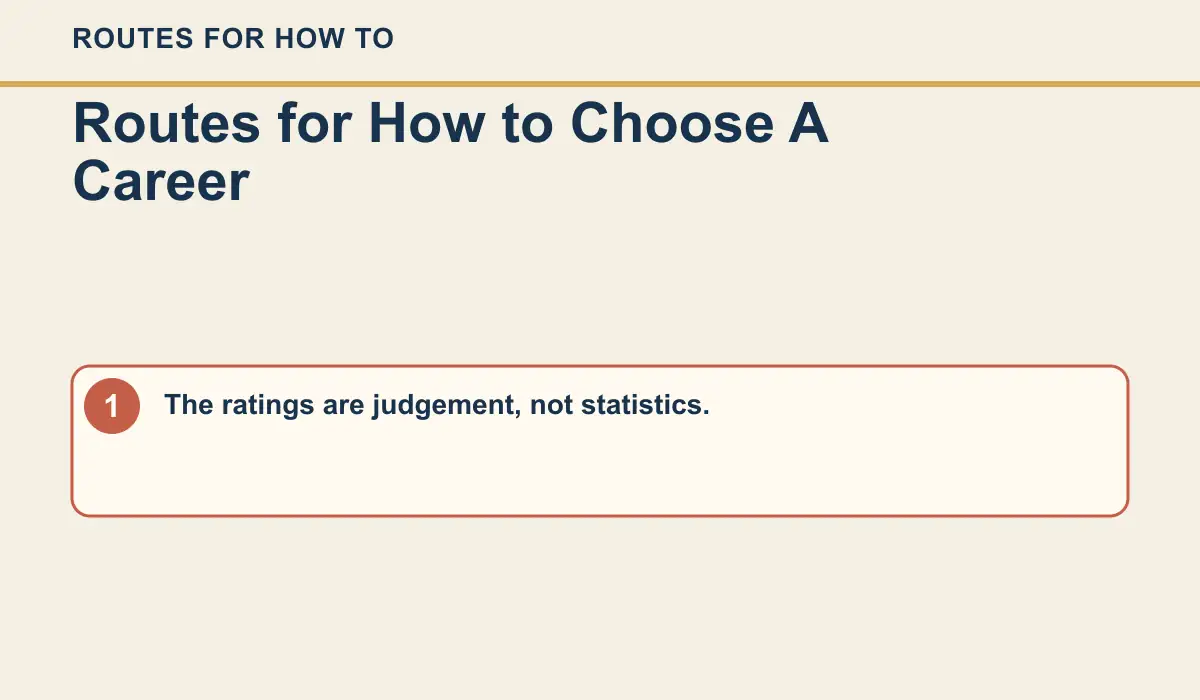 ROUTES FOR HOW TO
Routes for How to Choose A
Career
1
The ratings are judgement, not statistics.